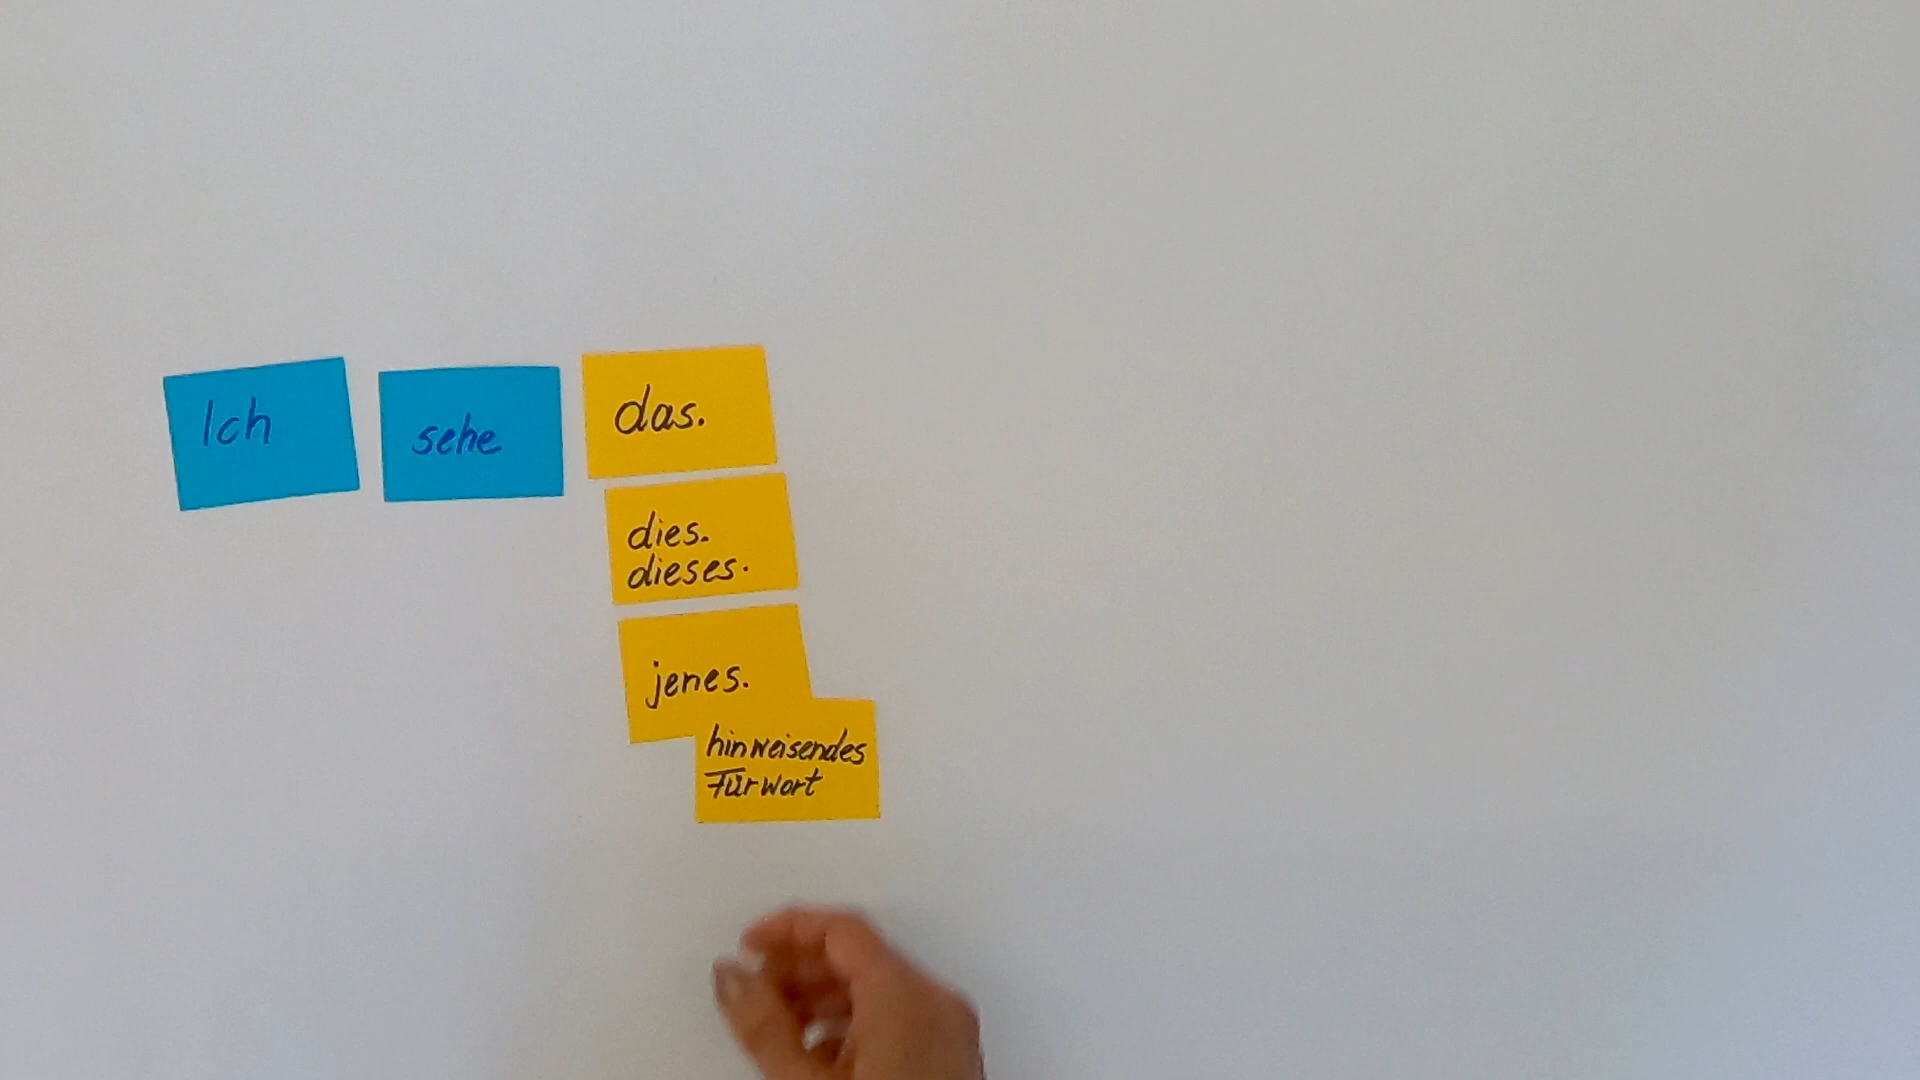 Ich sehe das.
dies.
dieses.
jenes.
hinweisendes
Fürwort